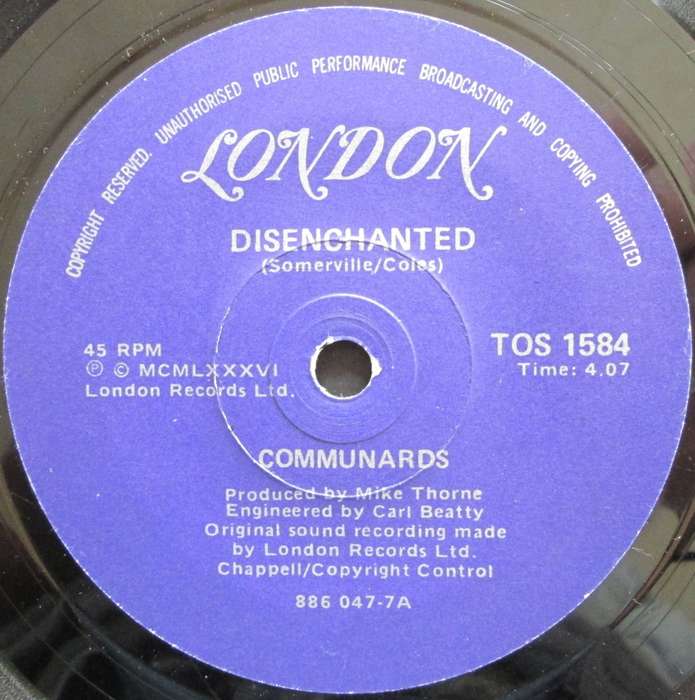 COPYRIGHT RESERVED. UNAUTHORISED PUBLIC PERFORMANCE BROADCASTING AND COPYING PROHIBITED
LONDON
DISENCHANTED
(Somerville/Coles)
45 RPM
Ⓟ © MCMLXXXVI
London Records Ltd.
TOS 1584
Time: 4.07
COMMUNARDS
Produced by Mike Thorne
Engineered by Carl Beatty
Original sound recording made
by London Records Ltd.
Chappell/Copyright Control
886 047-7A